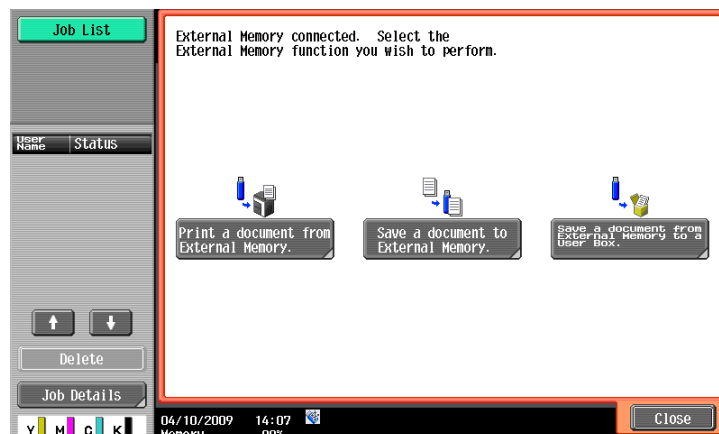 Job List
External Memory connected.  Select the
External Memory function you wish to perform.
User
Name
Status
Print a document from
External Memory.
Save a document to
External Memory.
Save a document from
External Memory to a
User Box.
Delete
Job Details
Y M C K
04/10/2009 14:07
Memory 99%
Close